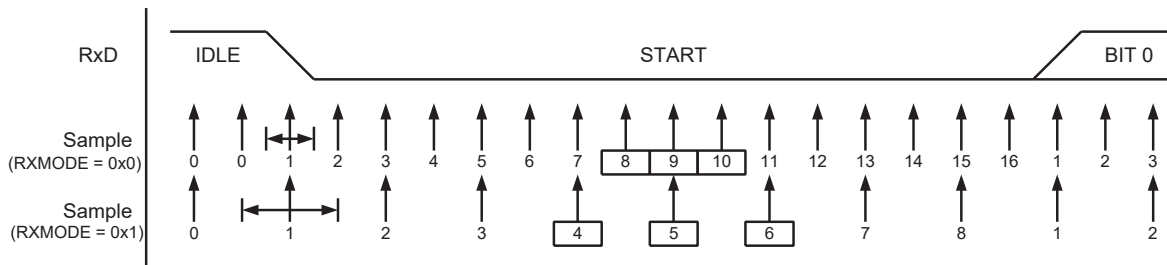 RxD IDLE START BIT 0
Sample
(RXMODE = 0x0)
0 0 1 2 3 4 5 6 7 8 9 10 11 12 13 14 15 16 1 2 3
Sample
(RXMODE = 0x1)
0 1 2 3 4 5 6 7 8 1 2